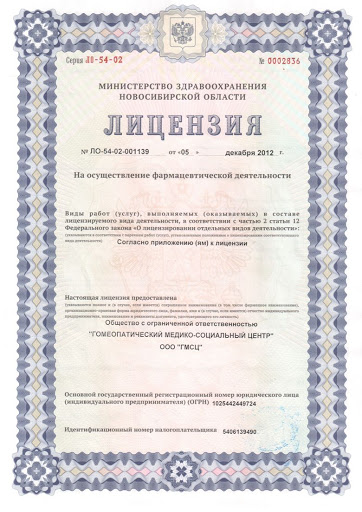 Серия ЛО-54-02 № 0002836
МИНИСТЕРСТВО ЗДРАВООХРАНЕНИЯ
НОВОСИБИРСКОЙ ОБЛАСТИ
ЛИЦЕНЗИЯ
№ ЛО-54-02-001139 от «05 » декабря 2012 г.
На осуществление фармацевтической деятельности
Виды работ (услуг), выполняемых (оказываемых) в составе
лицензируемого вида деятельности, в соответствии с частью 2 статьи 12
Федерального закона «О лицензировании отдельных видов деятельности»:
Согласно приложению (ям) к лицензии
Настоящая лицензия предоставлена
Общество с ограниченной ответственностью
"ГОМЕОПАТИЧЕСКИЙ МЕДИКО-СОЦИАЛЬНЫЙ ЦЕНТР"
ООО "ГМСЦ"
Основной государственный регистрационный номер юридического лица
(индивидуального предпринимателя) (ОГРН) 1025442449724
Идентификационный номер налогоплательщика 5406139490